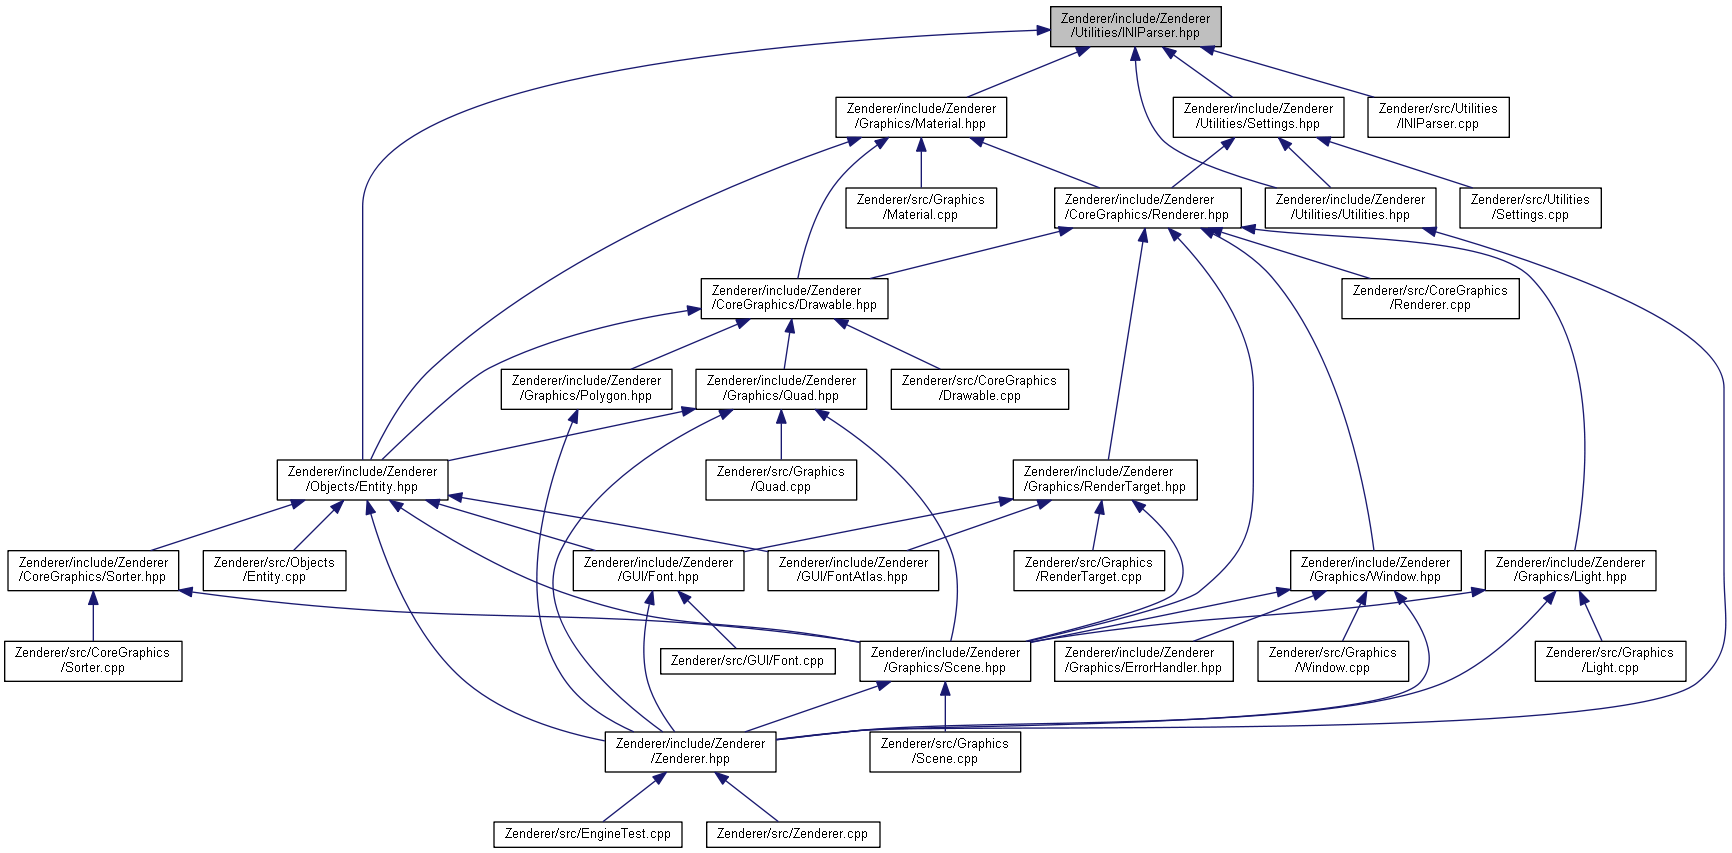 Zenderer/include/Zenderer
/Utilities/INIParser.hpp
Zenderer/include/Zenderer
/Graphics/Material.hpp
Zenderer/include/Zenderer
/Utilities/Settings.hpp
Zenderer/src/Utilities
/INIParser.cpp
Zenderer/src/Graphics
/Material.cpp
Zenderer/include/Zenderer
/CoreGraphics/Renderer.hpp
Zenderer/include/Zenderer
/Utilities/Utilities.hpp
Zenderer/src/Utilities
/Settings.cpp
Zenderer/include/Zenderer
/CoreGraphics/Drawable.hpp
Zenderer/src/CoreGraphics
/Renderer.cpp
Zenderer/include/Zenderer
/Graphics/Polygon.hpp
Zenderer/include/Zenderer
/Graphics/Quad.hpp
Zenderer/src/CoreGraphics
/Drawable.cpp
Zenderer/include/Zenderer
/Objects/Entity.hpp
Zenderer/src/Graphics
/Quad.cpp
Zenderer/include/Zenderer
/Graphics/RenderTarget.hpp
Zenderer/include/Zenderer
/CoreGraphics/Sorter.hpp
Zenderer/src/Objects
/Entity.cpp
Zenderer/include/Zenderer
/GUI/Font.hpp
Zenderer/include/Zenderer
/GUI/FontAtlas.hpp
Zenderer/src/Graphics
/RenderTarget.cpp
Zenderer/include/Zenderer
/Graphics/Window.hpp
Zenderer/include/Zenderer
/Graphics/Light.hpp
Zenderer/src/CoreGraphics
/Sorter.cpp
Zenderer/src/GUI/Font.cpp
Zenderer/include/Zenderer
/Graphics/Scene.hpp
Zenderer/include/Zenderer
/Graphics/ErrorHandler.hpp
Zenderer/src/Graphics
/Window.cpp
Zenderer/src/Graphics
/Light.cpp
Zenderer/include/Zenderer
/Zenderer.hpp
Zenderer/src/Graphics
/Scene.cpp
Zenderer/src/EngineTest.cpp
Zenderer/src/Zenderer.cpp